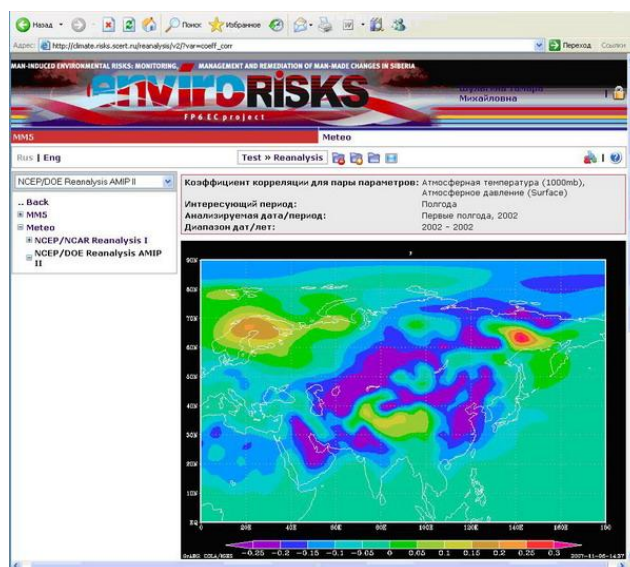 Назад Поиск Избранное
Адрес: http://climate.risks.scert.ru/reanalysis/v2/?var=coeff_corr Переход Ссылки
MAN-INDUCED ENVIRONMENTAL RISKS: MONITORING, MANAGEMENT AND REMEDIATION OF MAN-MADE CHANGES IN SIBERIA
enviroRISKS
Михайловна
FP6 EC project
MM5 Meteo
Rus | Eng Test » Reanalysis
NCEP/DOE Reanalysis AMIP II
.. Back
MM5
Meteo
NCEP/NCAR Reanalysis I
NCEP/DOE Reanalysis AMIP
II
Коэффициент корреляции для пары параметров: Атмосферная температура (1000mb),
Атмосферное давление (Surface)
Интересующий период: Полгода
Анализируемая дата/период: Первые полгода, 2002
Диапазон дат/лет: 2002 - 2002
90N
80N
70N
60N
50N
40N
30N
20N
10N
EQ
0 20E 40E 60E 80E 100E 120E 140E 160E 180
-0.25 -0.2 -0.15 -0.1 -0.05 0 0.05 0.1 0.15 0.2 0.25 0.3
GrADS: COLA/IGES 2007-11-06-14:37